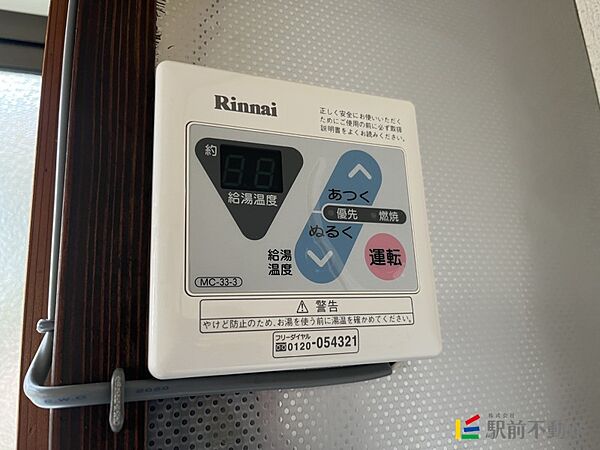 Rinnai
正しく安全にお使いいただく
ためにご使用の前に必ず取扱
説明書をよくお読みください。
約
給湯温度
あつく
優先
燃焼
ぬるく
給湯
温度
運転
MC-33-3
警告
やけど防止のため、お湯を使う前に湯温を確かめてください。
フリーダイヤル
0120-054321
株式会社
駅前不動産